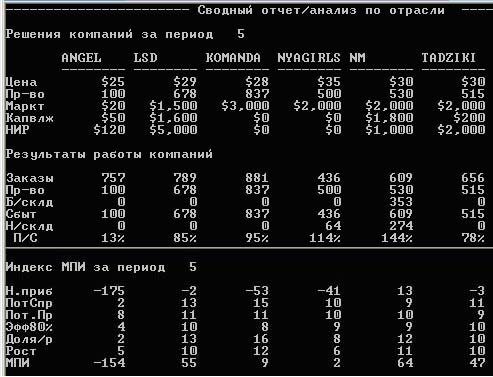 Сводный отчет/анализ по отрасли
Решения компаний за период 5
ANGEL LSD KOMANDA NYAGIRLS NM TADZIKI
Цена $25 $29 $28 $35 $30 $30
Пр-во 100 678 837 500 530 515
Маркт $20 $1,500 $3,000 $2,000 $2,000 $2,000
Капвлж $50 $1,600 $0 $0 $1,800 $200
НИР $120 $5,000 $0 $0 $1,000 $2,000
Результаты работы компаний
Заказы 757 789 881 436 609 656
Пр-во 100 678 837 500 530 515
Б/склд 0 0 0 0 353 0
Сбыт 100 678 837 436 609 515
Н/склд 0 0 0 64 274 0
П/С 13% 85% 95% 114% 144% 78%
Индекс МПИ за период 5
Н.приб -175 -2 -53 -41 13 -3
ПотСпр 2 13 15 10 9 11
Пот.Пр 8 11 11 10 10 9
Эфф80% 4 10 8 9 9 10
Доля/р 2 13 16 8 12 10
Рост 5 10 12 6 11 10
МПИ -154 55 9 2 64 47